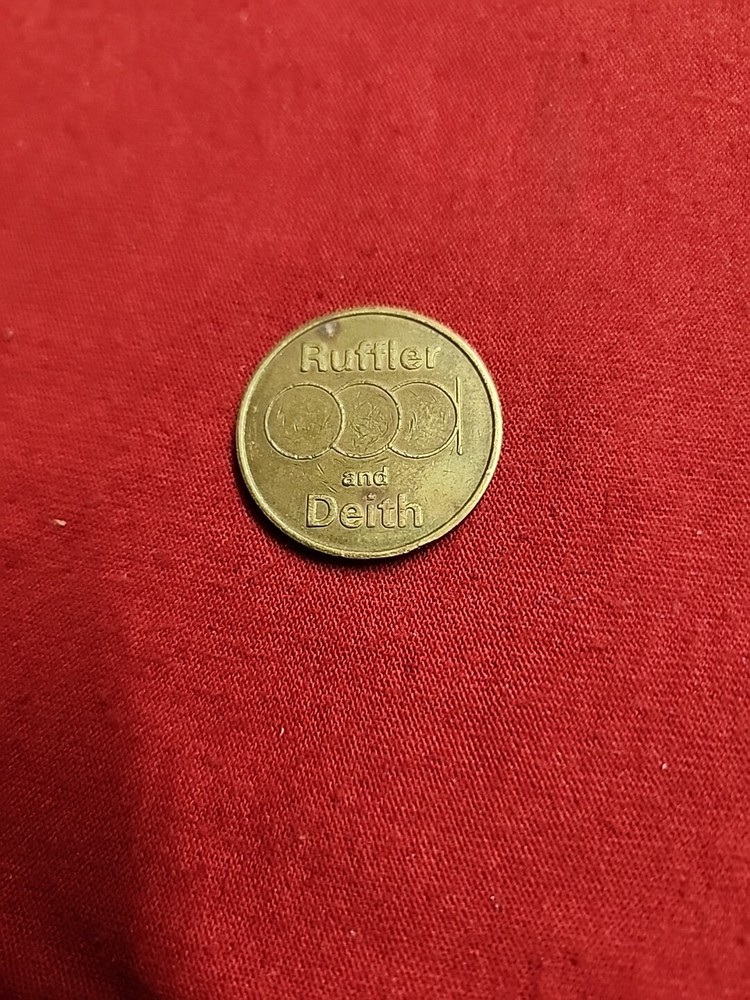 Ruffler
and
Deith